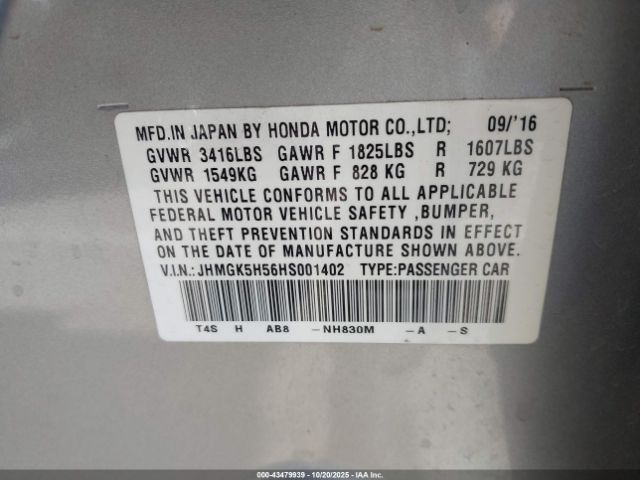 MFD.IN JAPAN BY HONDA MOTOR CO.,LTD; 09/'16
GVWR 3416LBS GAWR F 1825LBS R 1607LBS
GVWR 1549KG GAWR F 828 KG R 729 KG
THIS VEHICLE CONFORMS TO ALL APPLICABLE
FEDERAL MOTOR VEHICLE SAFETY ,BUMPER,
AND THEFT PREVENTION STANDARDS IN EFFECT
ON THE DATE OF MANUFACTURE SHOWN ABOVE.
V.I.N.:JHMGK5H56HS001402 TYPE:PASSENGER CAR
T4S H AB8 -NH830M -A -S
000-43479939 | 10/20/2025 | IAAI.COM